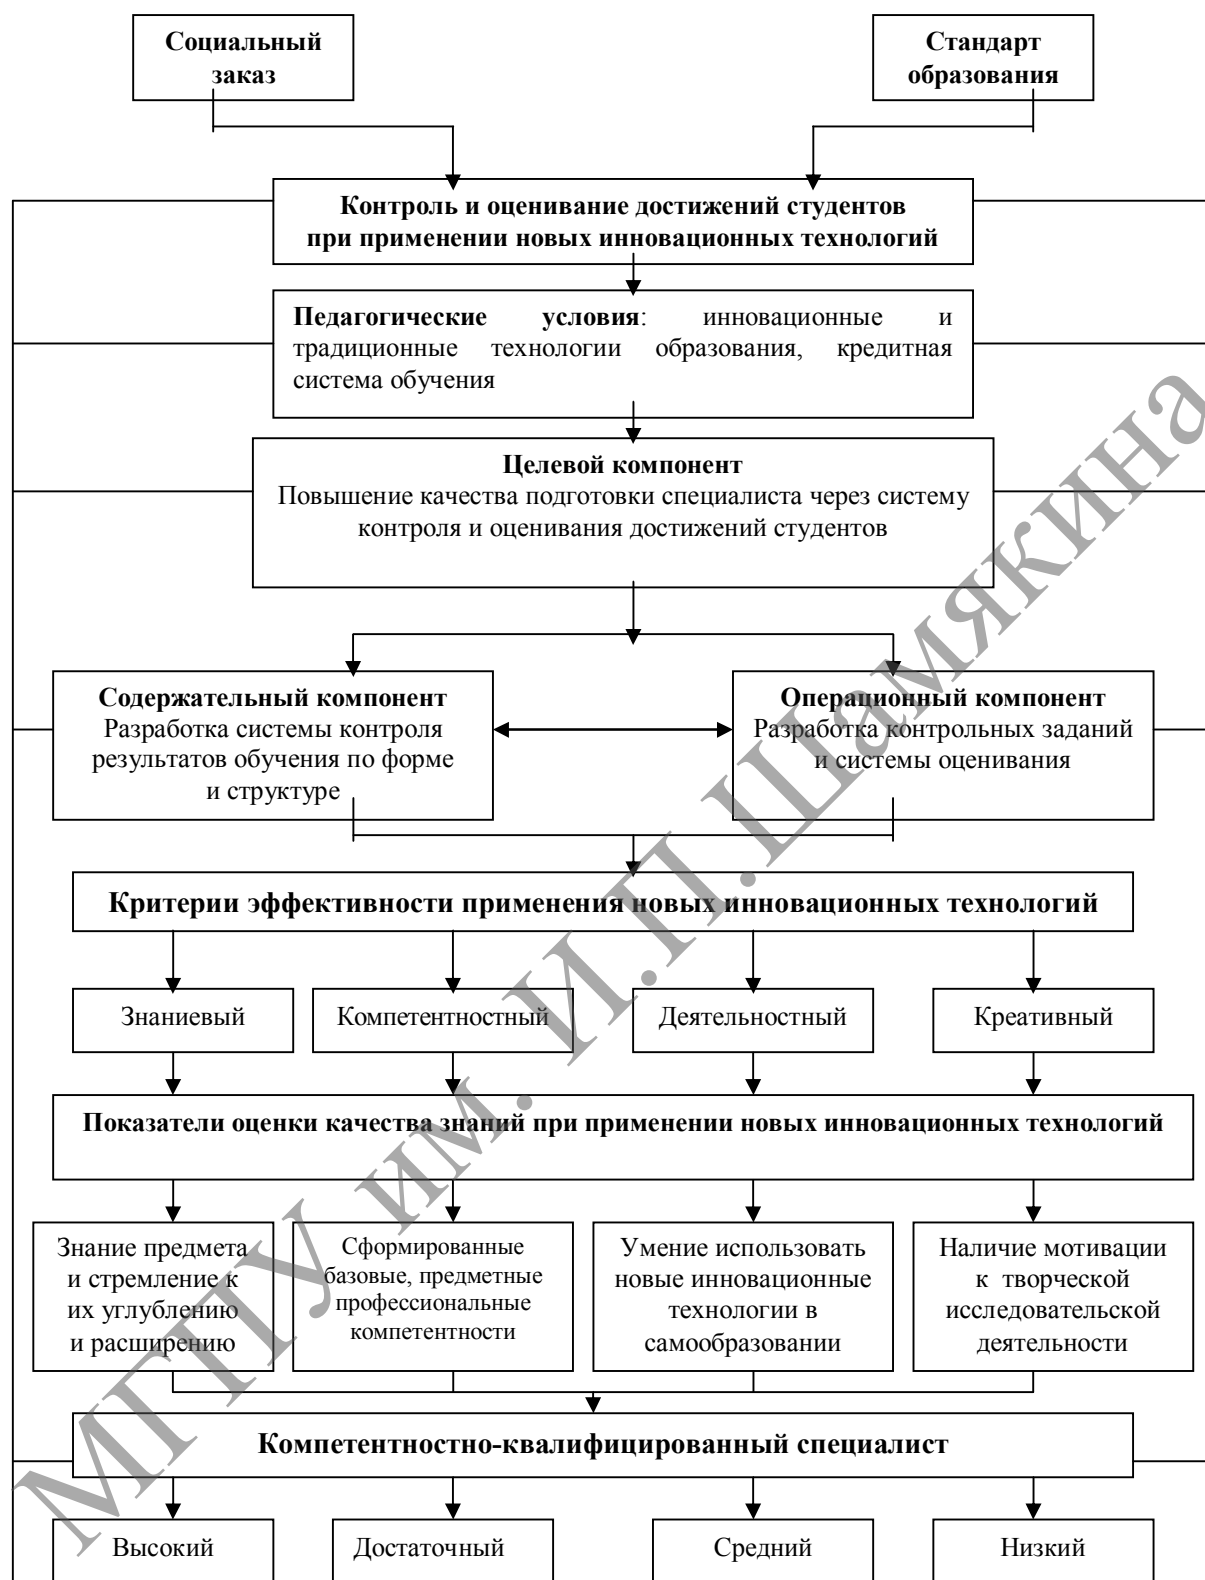 Социальный
заказ
Стандарт
образования
Контроль и оценивание достижений студентов
при применении новых инновационных технологий
Педагогические условия: инновационные и
традиционные технологии образования, кредитная
система обучения
Целевой компонент
Повышение качества подготовки специалиста через систему
контроля и оценивания достижений студентов
Содержательный компонент
Разработка системы контроля
результатов обучения по форме
и структуре
Операционный компонент
Разработка контрольных заданий
и системы оценивания
Критерии эффективности применения новых инновационных технологий
Знаниевый
Компетентностный
Деятельностный
Креативный
Показатели оценки качества знаний при применении новых инновационных технологий
Знание предмета
и стремление к
их углублению
и расширению
Сформированные
базовые, предметные
профессиональные
компетентности
Умение использовать
новые инновационные
технологии в
самообразовании
Наличие мотивации
к творческой
исследовательской
деятельности
Компетентностно-квалифицированный специалист
Высокий
Достаточный
Средний
Низкий
МГПУ им. И.П.Шамякина